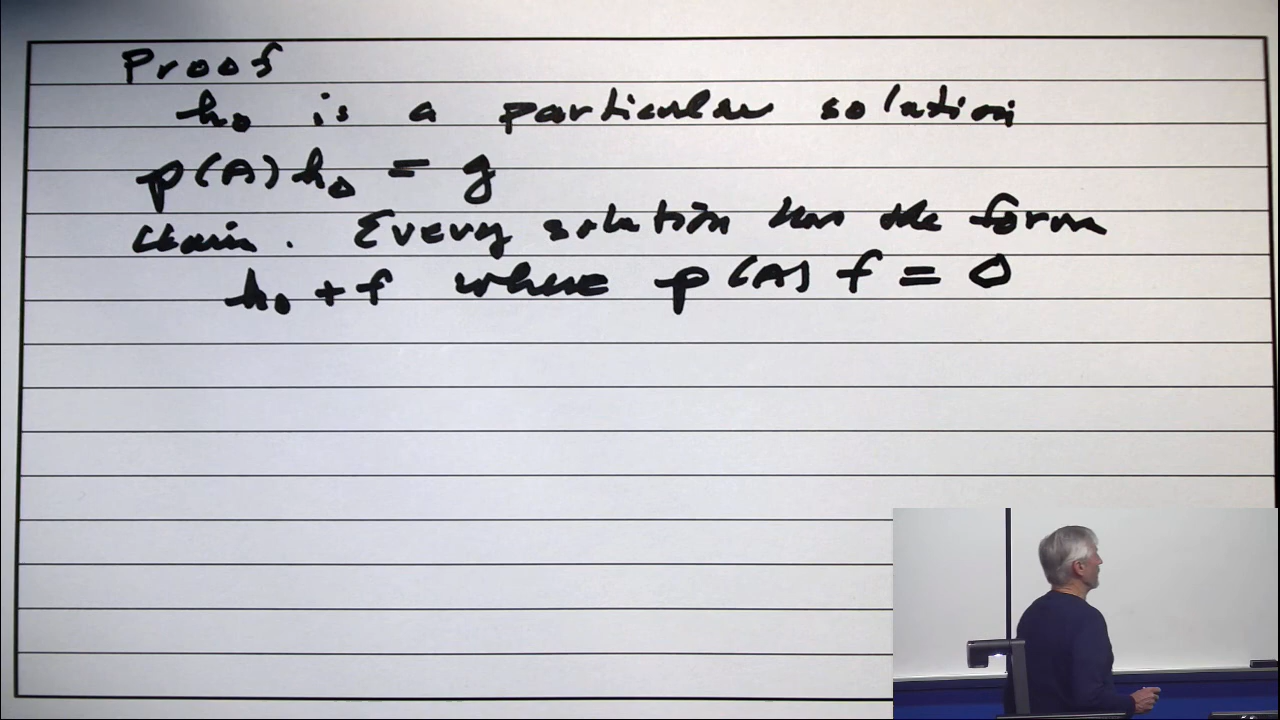 Proof
h₀ is a particular solution
p(A) h₀ = g
Claim. Every solution has the form
h₀ + f where p(A) f = 0